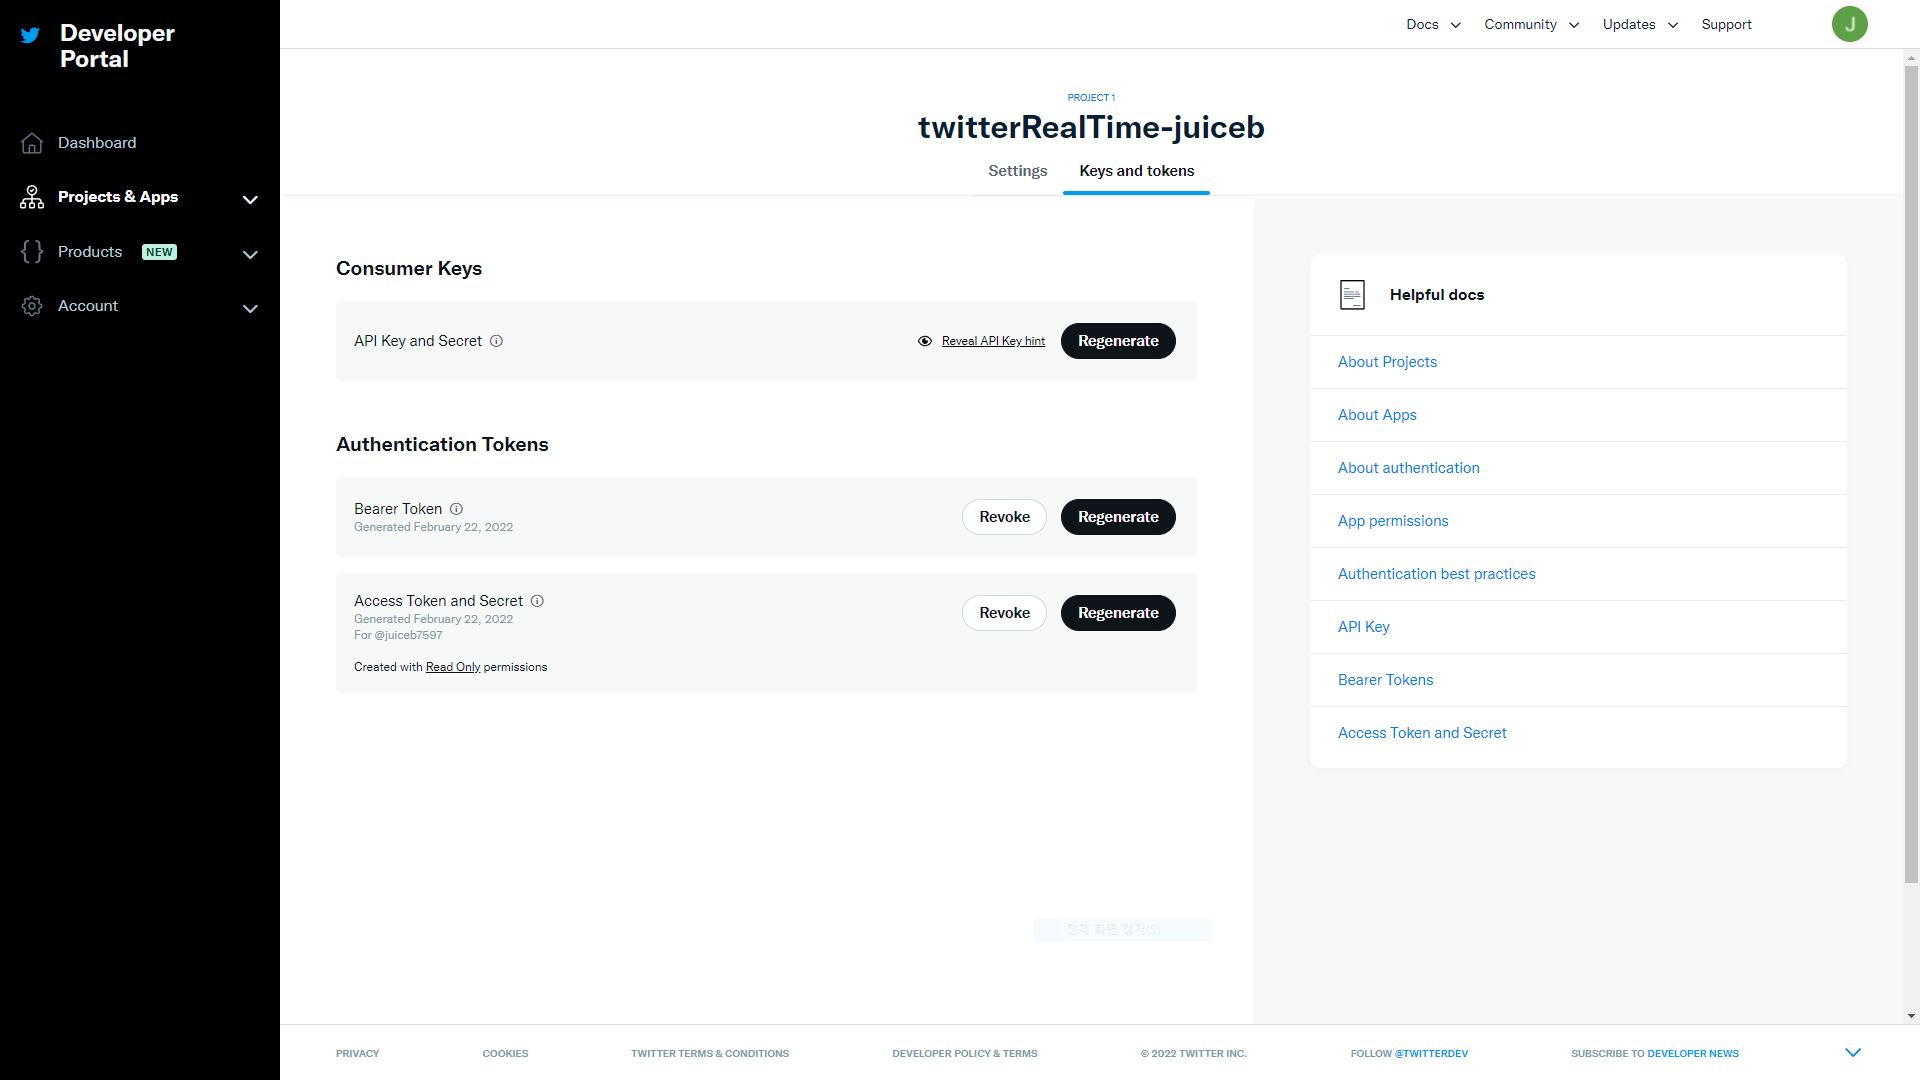 Developer
Portal
Docs
Community
Updates
Support
J
Dashboard
Projects & Apps
Products NEW
Account
PROJECT 1
twitterRealTime-juiceb
Settings
Keys and tokens
Consumer Keys
API Key and Secret
Reveal API Key hint
Regenerate
Authentication Tokens
Bearer Token
Generated February 22, 2022
Revoke
Regenerate
Access Token and Secret
Generated February 22, 2022
For @juiceb7597
Created with Read Only permissions
Revoke
Regenerate
Helpful docs
About Projects
About Apps
About authentication
App permissions
Authentication best practices
API Key
Bearer Tokens
Access Token and Secret
전체 화면 캡처(S)
PRIVACY
COOKIES
TWITTER TERMS & CONDITIONS
DEVELOPER POLICY & TERMS
© 2022 TWITTER INC.
FOLLOW @TWITTERDEV
SUBSCRIBE TO DEVELOPER NEWS